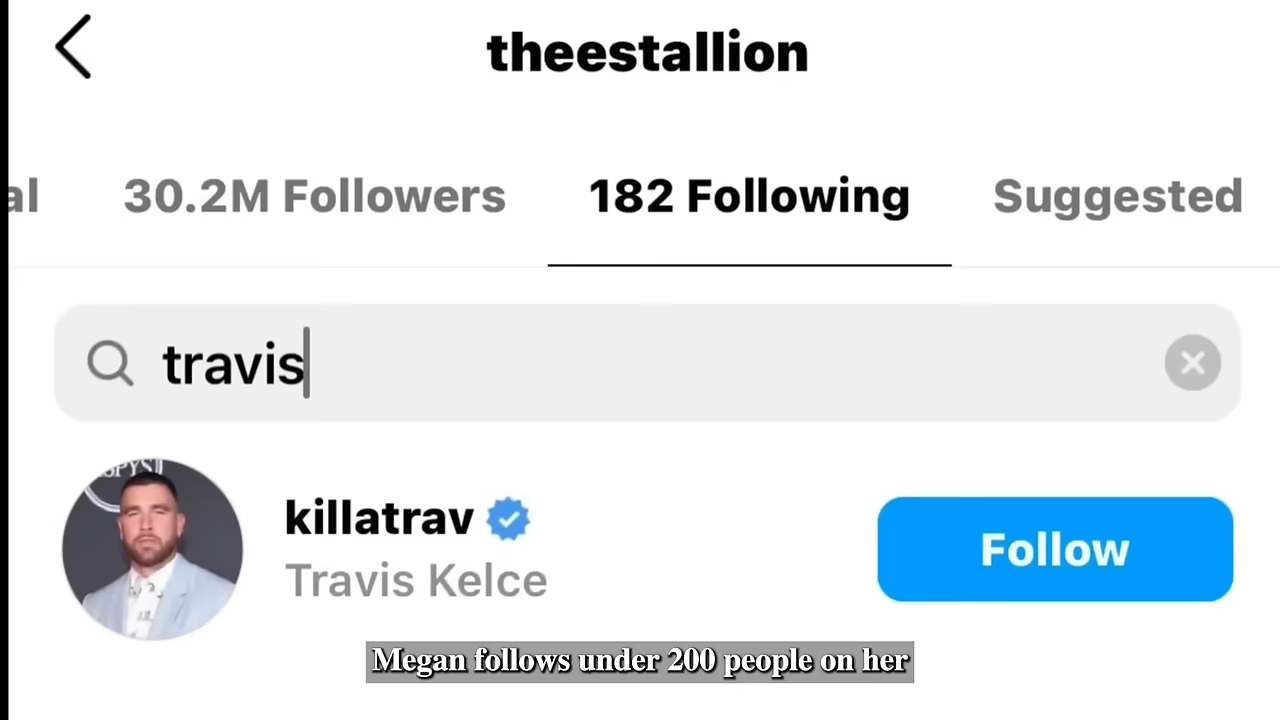 theestallion
al 30.2M Followers 182 Following Suggested
travis
killatrav
Travis Kelce
Follow
Megan follows under 200 people on her